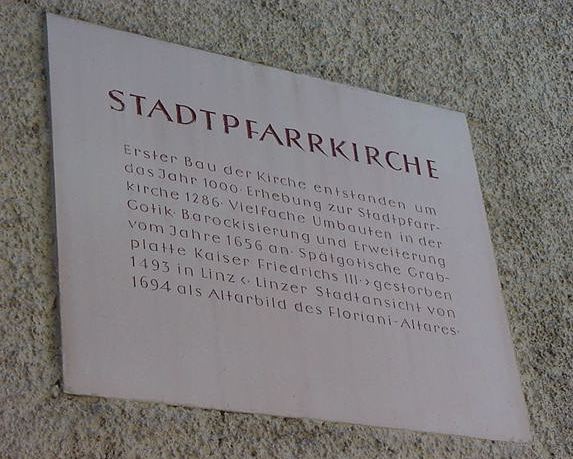 STADTPFARRKIRCHE
Erster Bau der Kirche entstanden um
das Jahr 1000· Erhebung zur Stadtpfarr-
kirche 1286· Vielfache Umbauten in der
Gotik· Barockisierung und Erweiterung
vom Jahre 1656 an· Spätgotische Grab-
platte Kaiser Friedrichs III· › gestorben
1493 in Linz ‹· Linzer Stadtansicht von
1694 als Altarbild des Floriani-Altares·